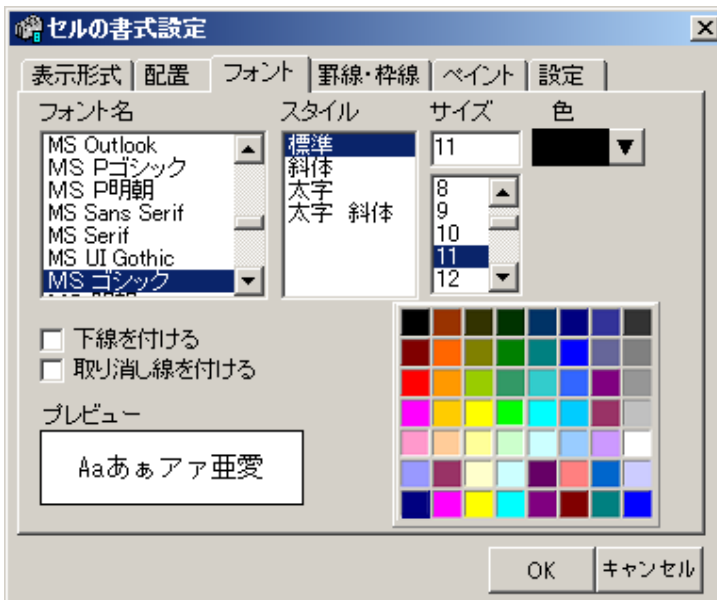 セルの書式設定
表示形式 配置 フォント 罫線・枠線 ペイント 設定
フォント名 スタイル サイズ 色
MS Outlook
MS Pゴシック
MS P明朝
MS Sans Serif
MS Serif
MS UI Gothic
MS ゴシック
標準
斜体
太字
太字 斜体
11
8
9
10
11
12
下線を付ける
取り消し線を付ける
プレビュー
Aaあぁアァ亜愛
OK キャンセル